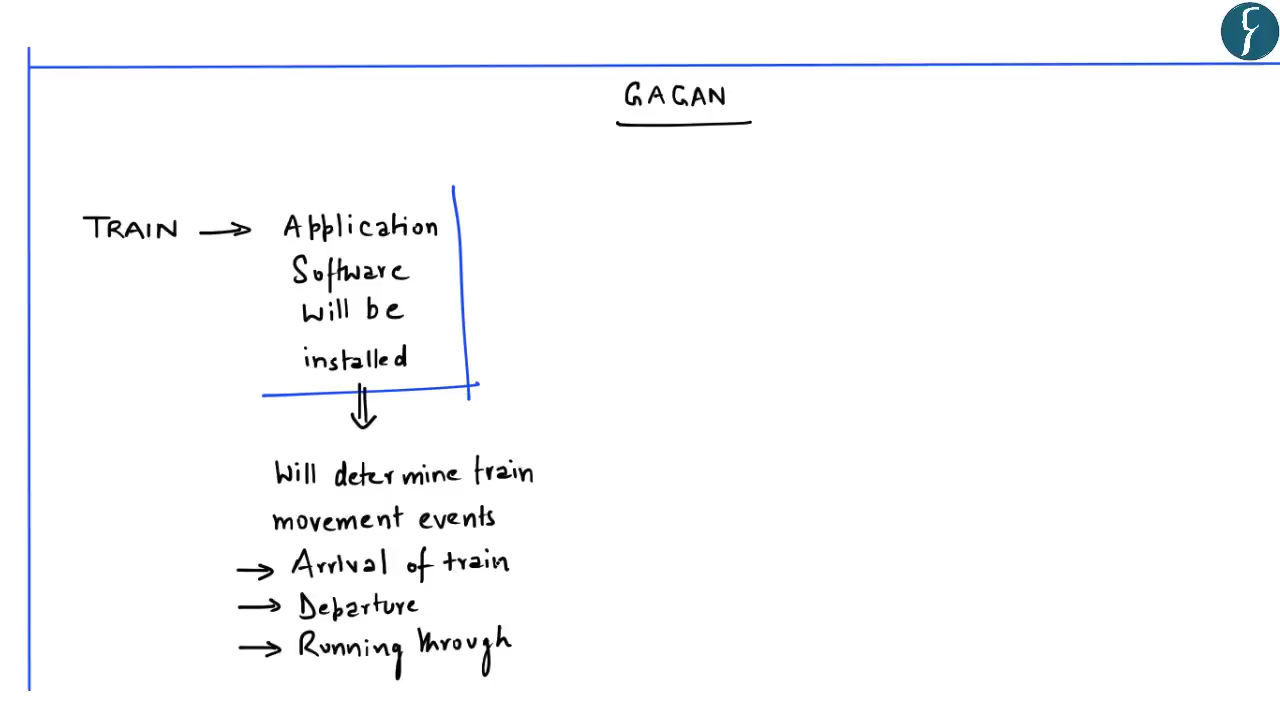 GAGAN
TRAIN → Application
Software
will be
installed
⇓
Will determine train
movement events
→ Arrival of train
→ Departure
→ Running through